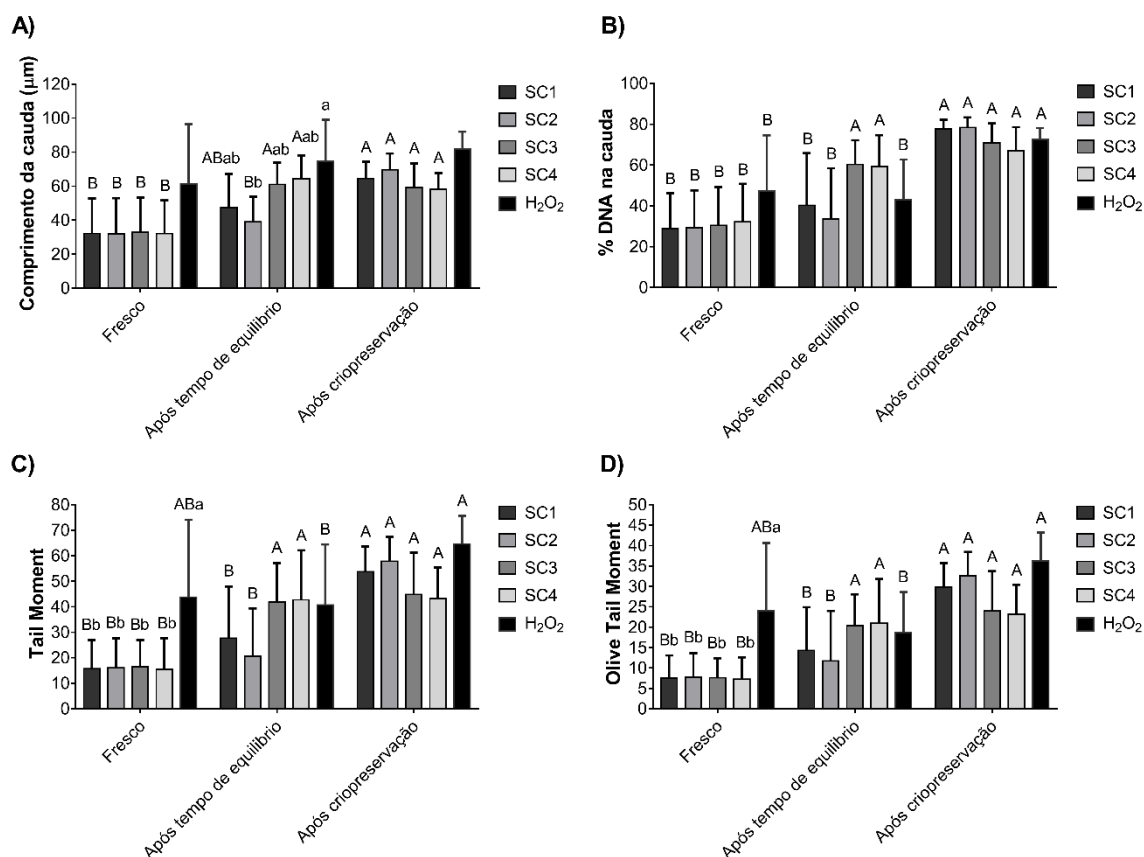 A)
Comprimento da cauda (µm)
120
100
80
60
40
20
0
B B B B
ABab Bb Aab Aab a
A A A A
Fresco
Após tempo de equilibrio
Após criopreservação
SC1
SC2
SC3
SC4
H₂O₂
B)
% DNA na cauda
100
80
60
40
20
0
B B B B B
B B A A B
A A A A A
Fresco
Após tempo de equilibrio
Após criopreservação
SC1
SC2
SC3
SC4
H₂O₂
C)
Tail Moment
80
70
60
50
40
30
20
10
0
Bb Bb Bb Bb ABa
B B A A B
A A A A A
Fresco
Após tempo de equilibrio
Após criopreservação
SC1
SC2
SC3
SC4
H₂O₂
D)
Olive Tail Moment
50
45
40
35
30
25
20
15
10
5
0
Bb Bb Bb Bb ABa
B B A A B
A A A A A
Fresco
Após tempo de equilibrio
Após criopreservação
SC1
SC2
SC3
SC4
H₂O₂